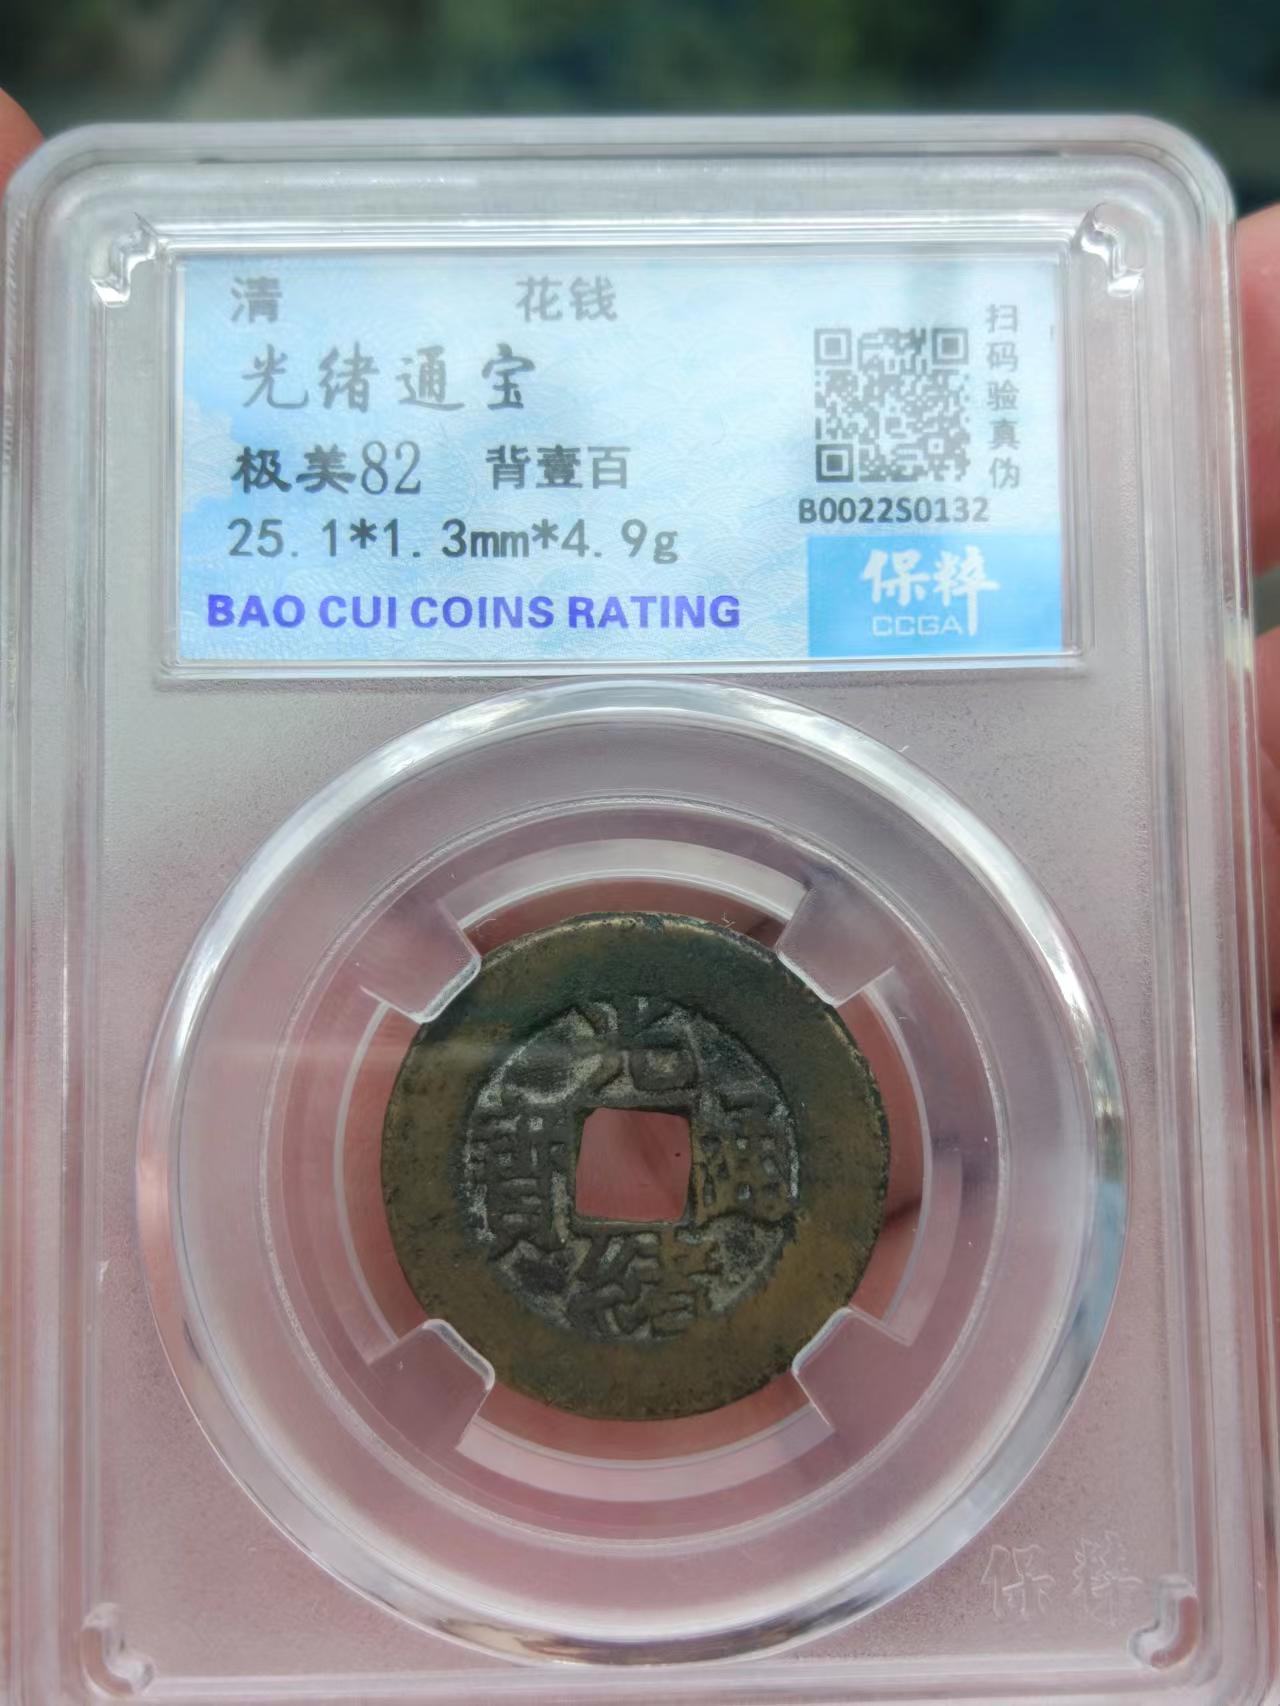 清 花钱
光绪通宝
极美82 背壹百
25.1*1.3mm*4.9g
BAO CUI COINS RATING
扫码验真伪
B0022S0132
保粹
CCGA
光緒通寶
保粹